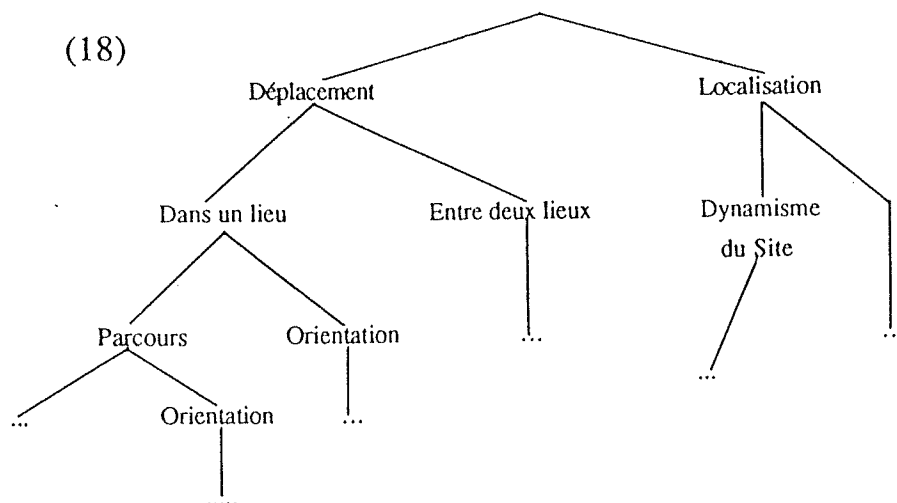 (18)
Déplacement
Localisation
Dans un lieu
Entre deux lieux
Dynamisme
du Site
Parcours
Orientation
...
..
...
...
Orientation
...
.....